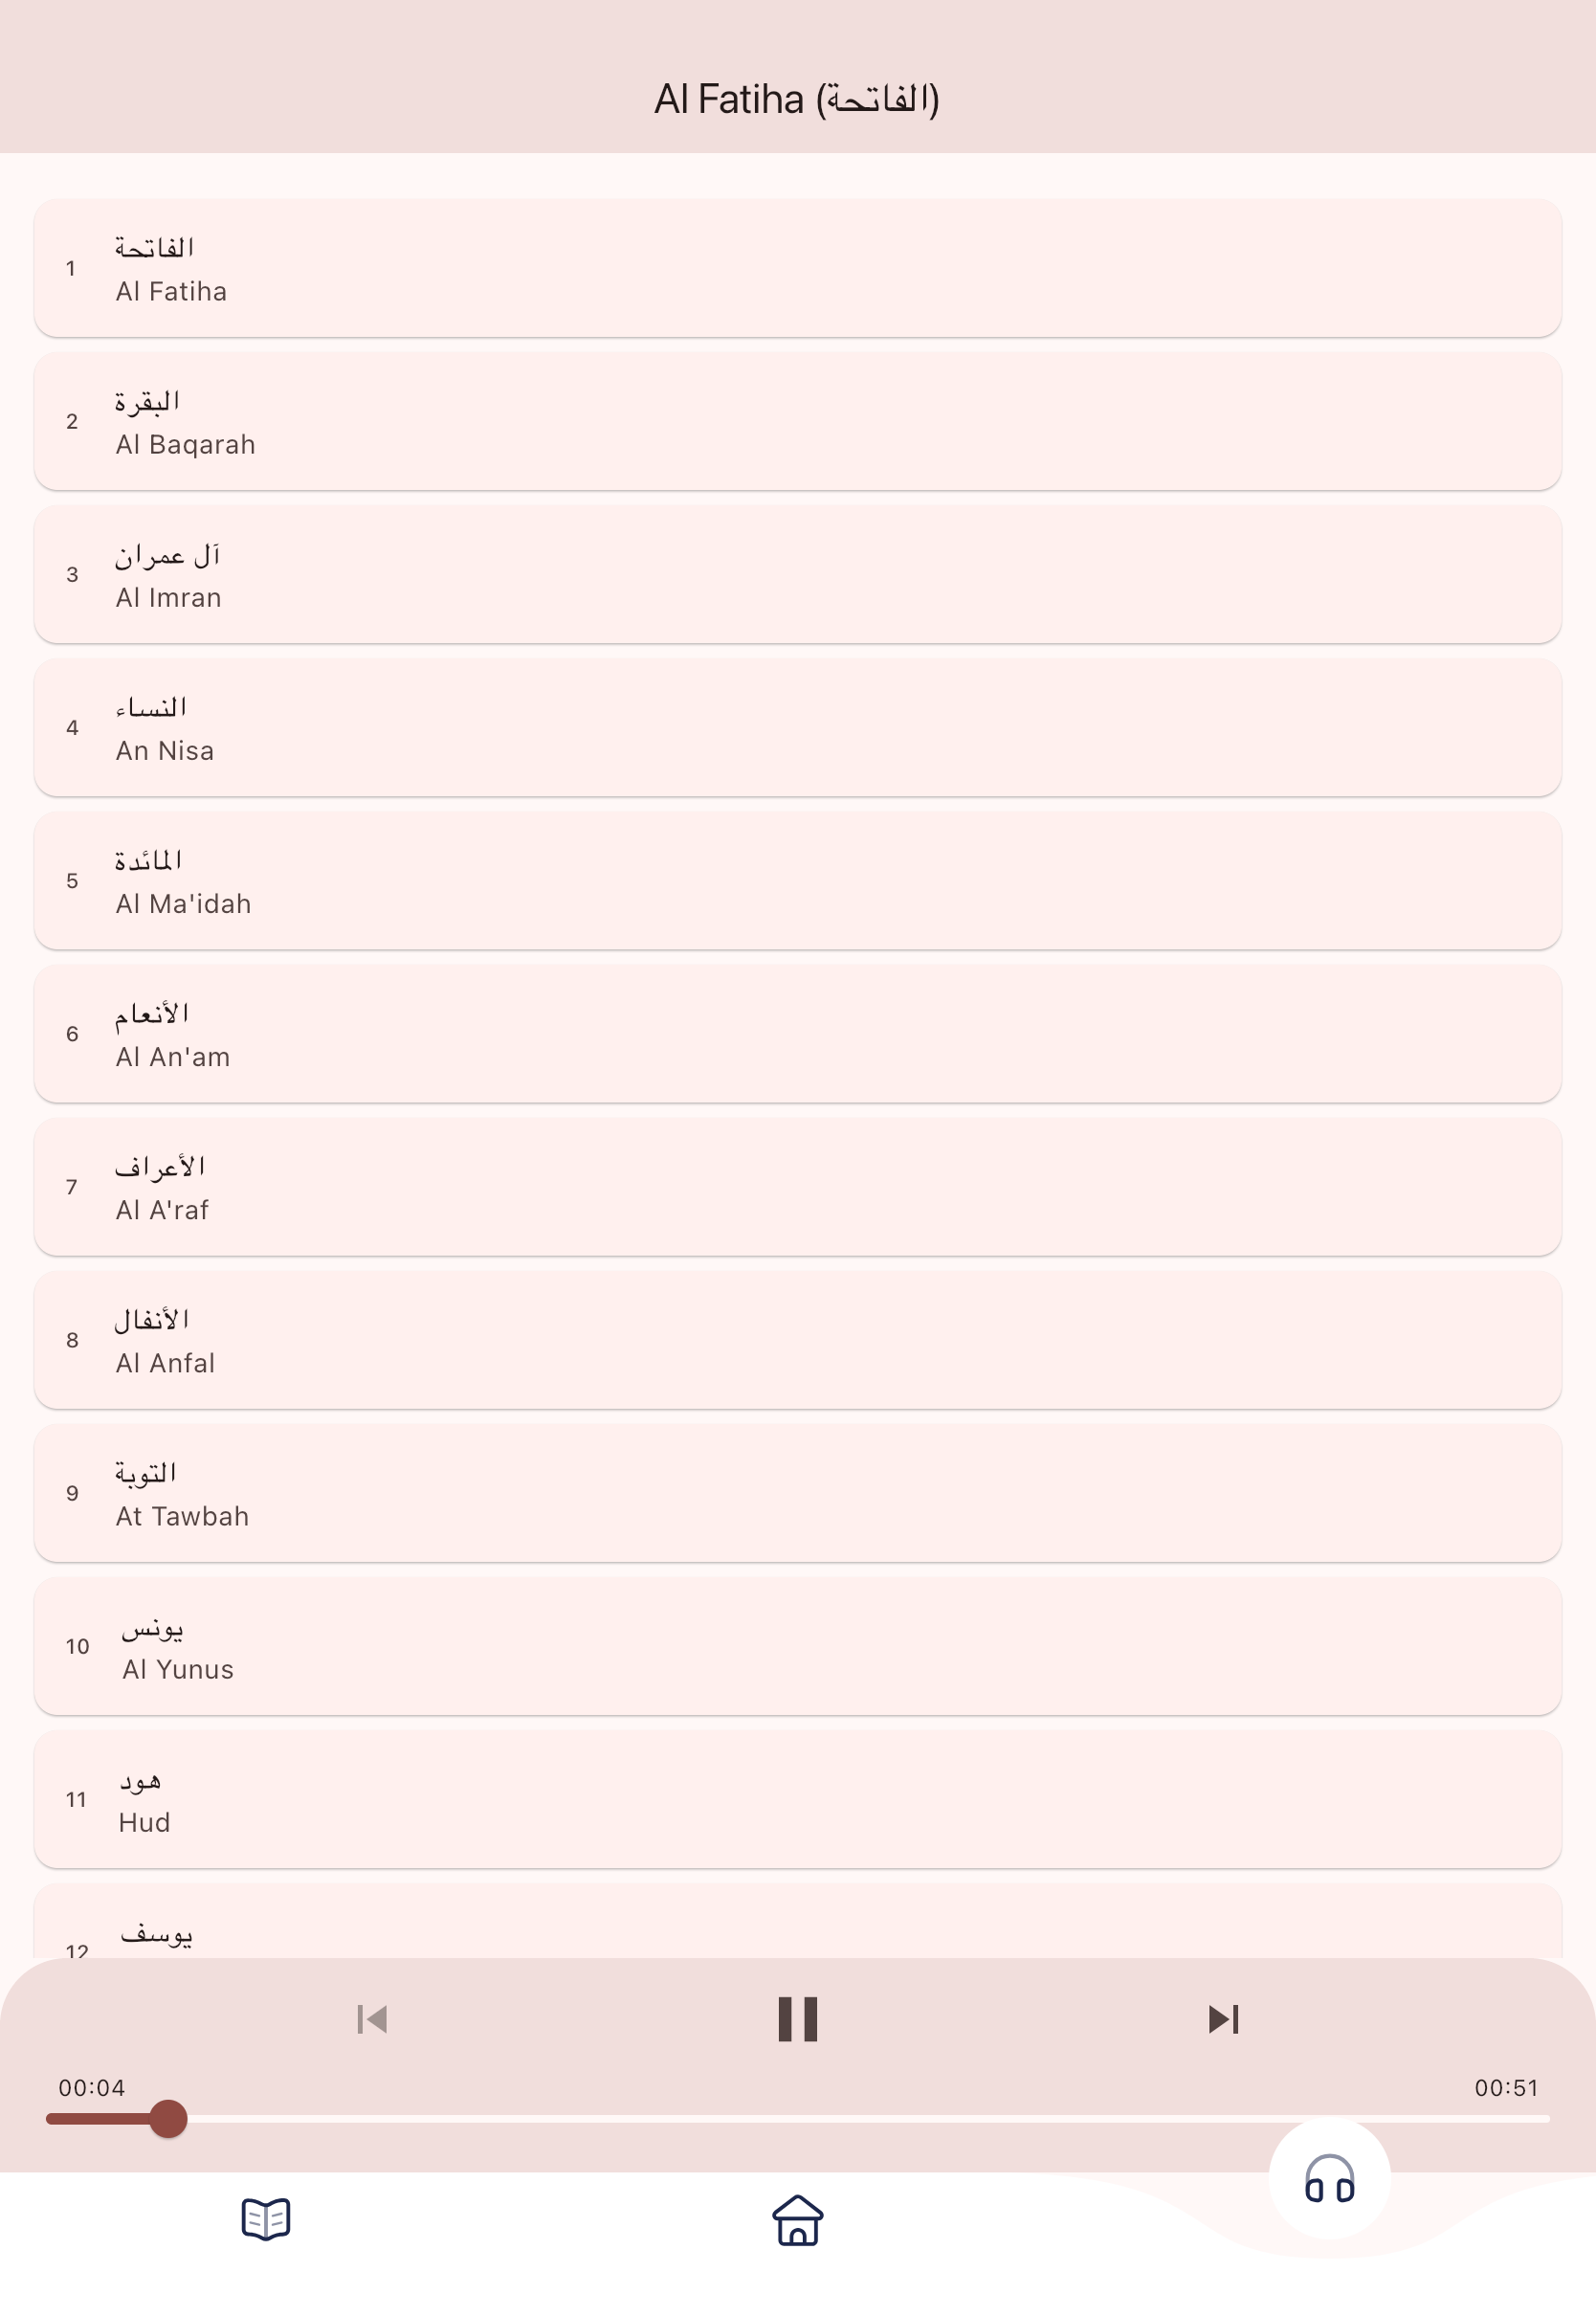 Al Fatiha (الفاتحة)
1
الفاتحة
Al Fatiha
2
البقرة
Al Baqarah
3
آل عمران
Al Imran
4
النساء
An Nisa
5
المائدة
Al Ma'idah
6
الأنعام
Al An'am
7
الأعراف
Al A'raf
8
الأنفال
Al Anfal
9
التوبة
At Tawbah
10
يونس
Al Yunus
11
هود
Hud
12
يوسف
00:04
00:51